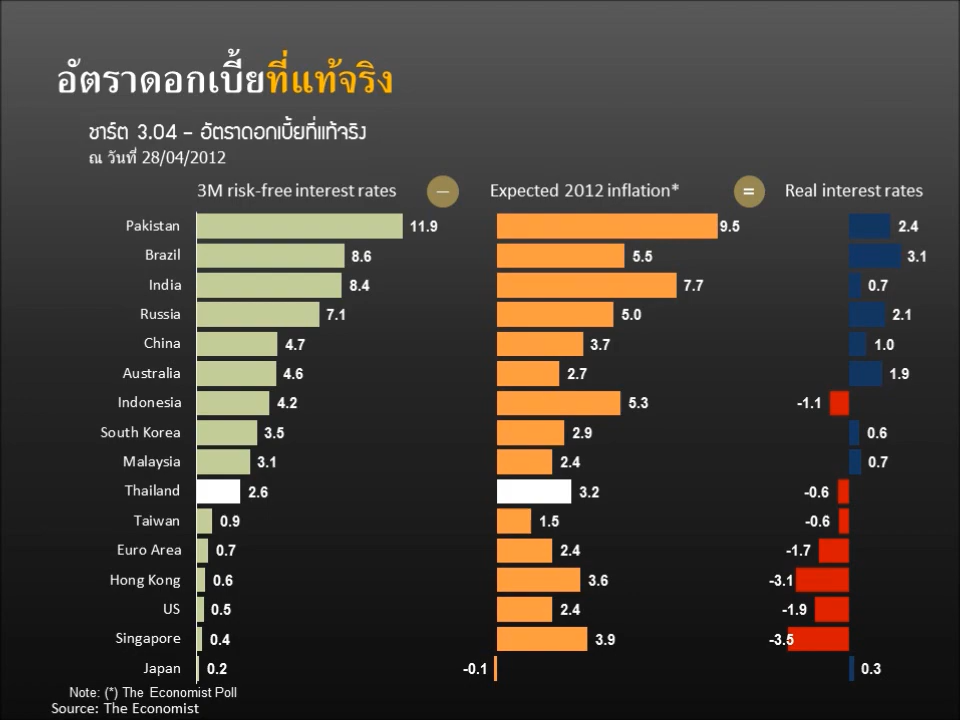 อัตราดอกเบี้ยที่แท้จริง
ชาร์ต 3.04 – อัตราดอกเบี้ยที่แท้จริง
ณ วันที่ 28/04/2012
3M risk-free interest rates – Expected 2012 inflation* = Real interest rates
Pakistan 11.9 9.5 2.4
Brazil 8.6 5.5 3.1
India 8.4 7.7 0.7
Russia 7.1 5.0 2.1
China 4.7 3.7 1.0
Australia 4.6 2.7 1.9
Indonesia 4.2 5.3 -1.1
South Korea 3.5 2.9 0.6
Malaysia 3.1 2.4 0.7
Thailand 2.6 3.2 -0.6
Taiwan 0.9 1.5 -0.6
Euro Area 0.7 2.4 -1.7
Hong Kong 0.6 3.6 -3.1
US 0.5 2.4 -1.9
Singapore 0.4 3.9 -3.5
Japan 0.2 -0.1 0.3
Note: (*) The Economist Poll
Source: The Economist